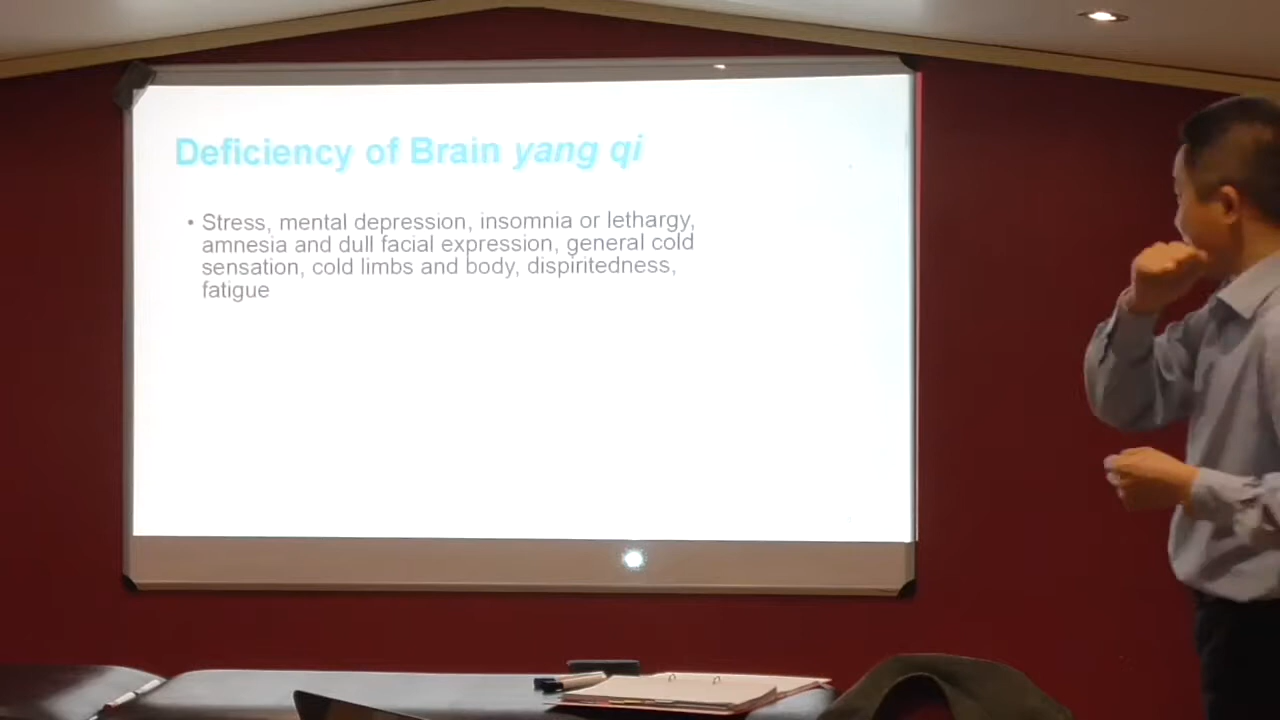 Deficiency of Brain yang qi
• Stress, mental depression, insomnia or lethargy,
amnesia and dull facial expression, general cold
sensation, cold limbs and body, dispiritedness,
fatigue